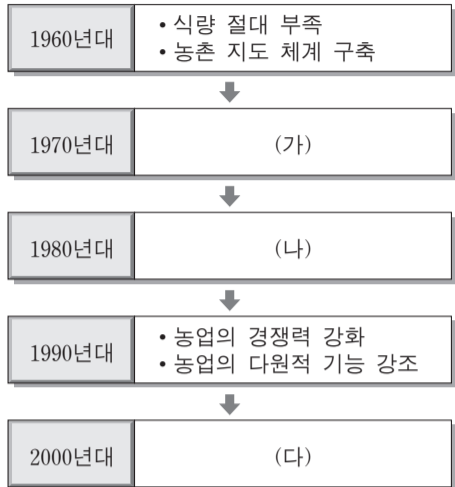 1960년대
• 식량 절대 부족
• 농촌 지도 체계 구축
1970년대
(가)
1980년대
(나)
1990년대
• 농업의 경쟁력 강화
• 농업의 다원적 기능 강조
2000년대
(다)